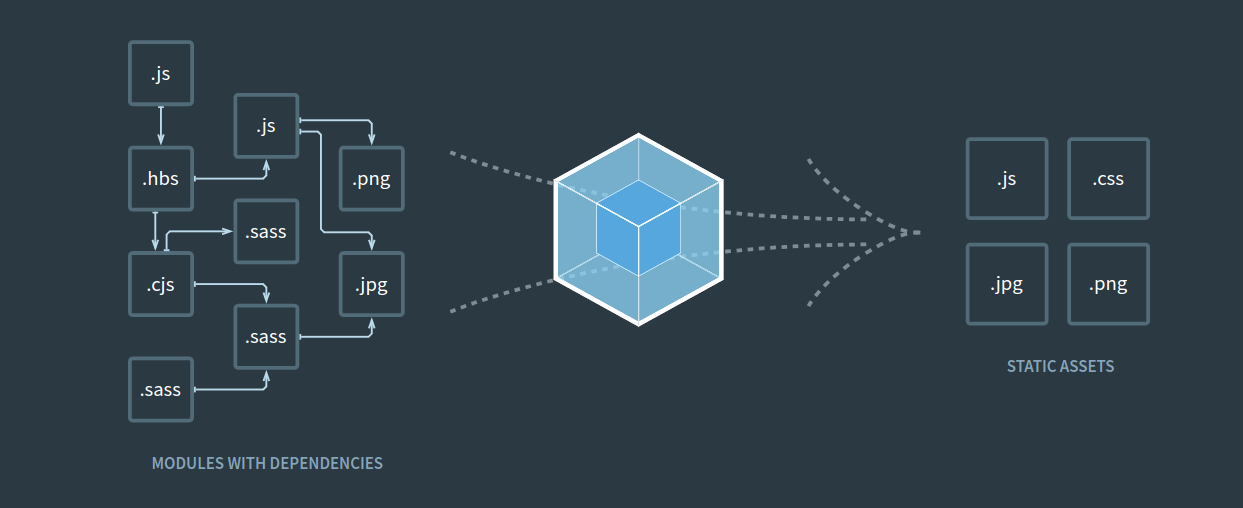 .js
.js
.hbs
.png
.sass
.cjs
.jpg
.sass
.sass
MODULES WITH DEPENDENCIES
.js
.css
.jpg
.png
STATIC ASSETS